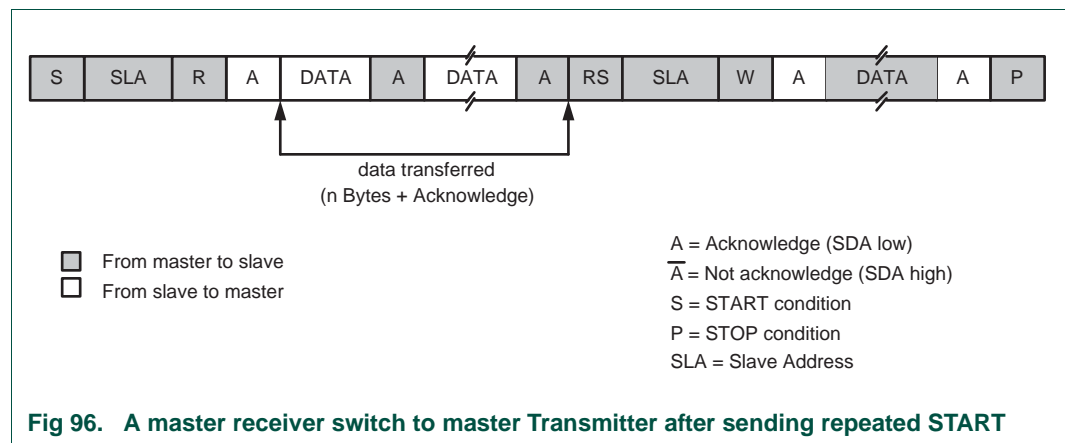 S SLA R A DATA A DATA A RS SLA W A DATA A P
data transferred
(n Bytes + Acknowledge)
From master to slave
From slave to master
A = Acknowledge (SDA low)
A̅ = Not acknowledge (SDA high)
S = START condition
P = STOP condition
SLA = Slave Address
Fig 96. A master receiver switch to master Transmitter after sending repeated START